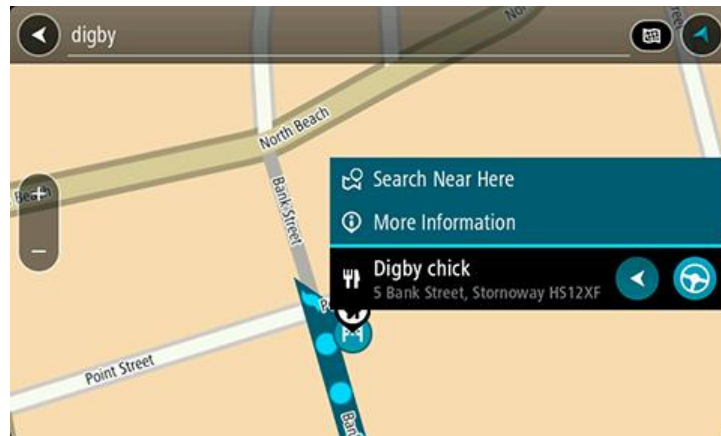 digby
North Beach
Bank Street
Search Near Here
More Information
Digby chick
5 Bank Street, Stornoway HS12XF
Point Street